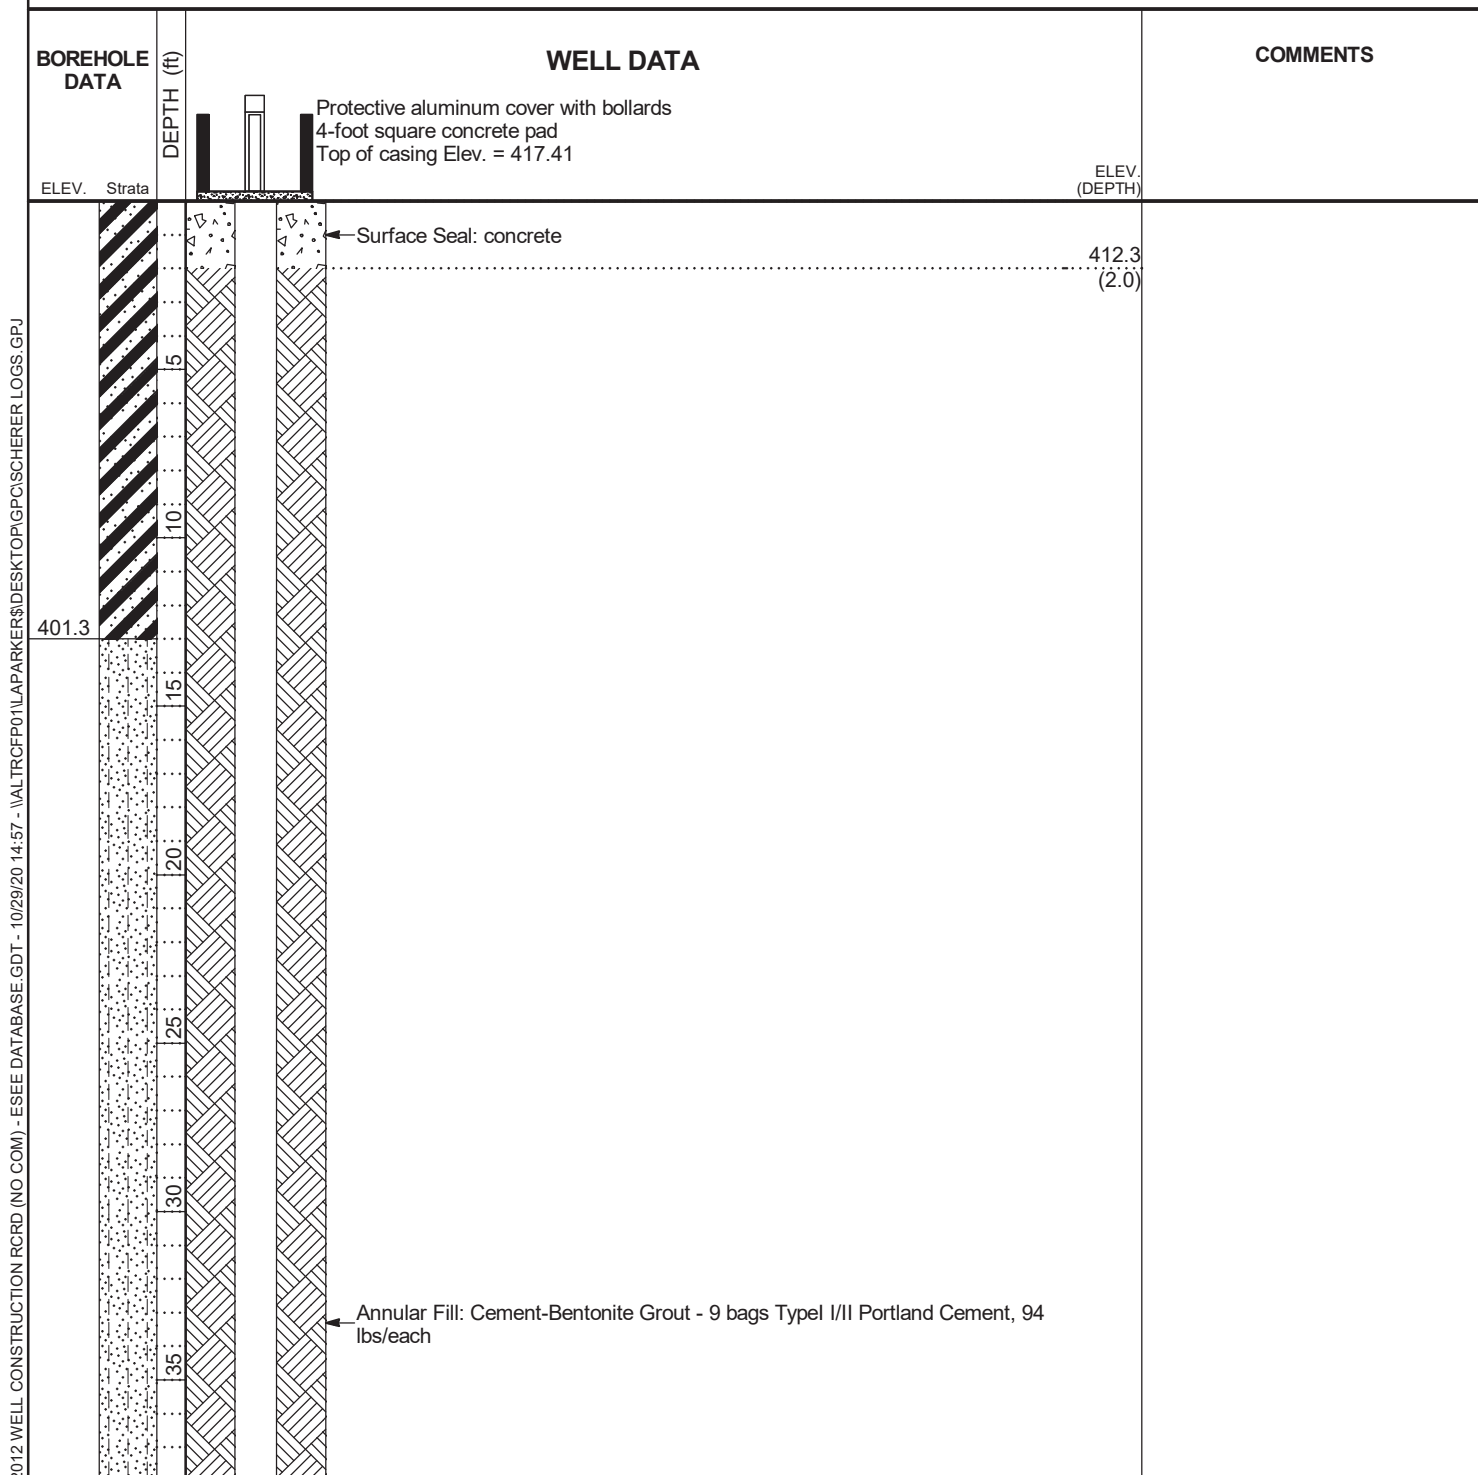 BOREHOLE
DATA
DEPTH (ft)
WELL DATA
COMMENTS
Protective aluminum cover with bollards
4-foot square concrete pad
Top of casing Elev. = 417.41
ELEV.
(DEPTH)
ELEV.
Strata
Surface Seal: concrete
412.3
(2.0)
5
10
401.3
15
20
25
30
Annular Fill: Cement-Bentonite Grout - 9 bags TypeI I/II Portland Cement, 94
lbs/each
35
2012 WELL CONSTRUCTION RCRD (NO COM) - ESEE DATABASE.GDT - 10/29/20 14:57 - \\ALTRCFP01\LAPARKER$\DESKTOP\GPC\SCHERER LOGS.GPJ